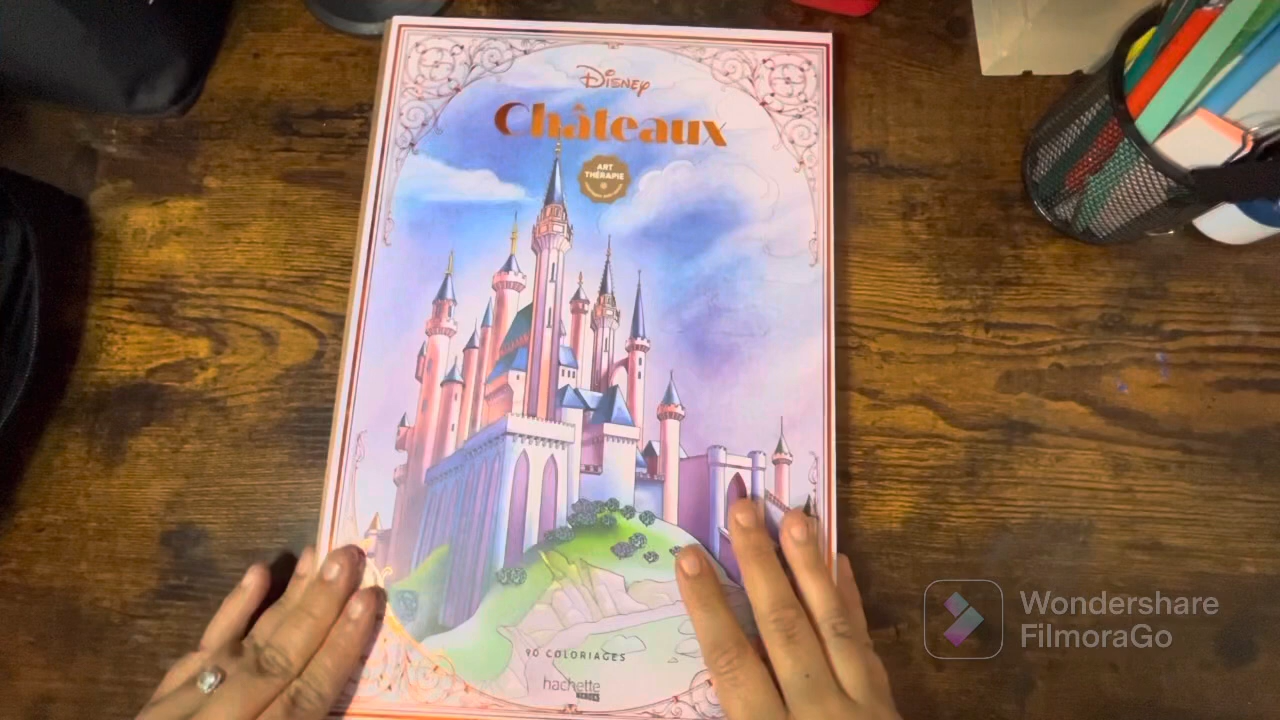 Disney
Châteaux
ART
THÉRAPIE
90 COLORIAGES
hachette
Wondershare
FilmoraGo